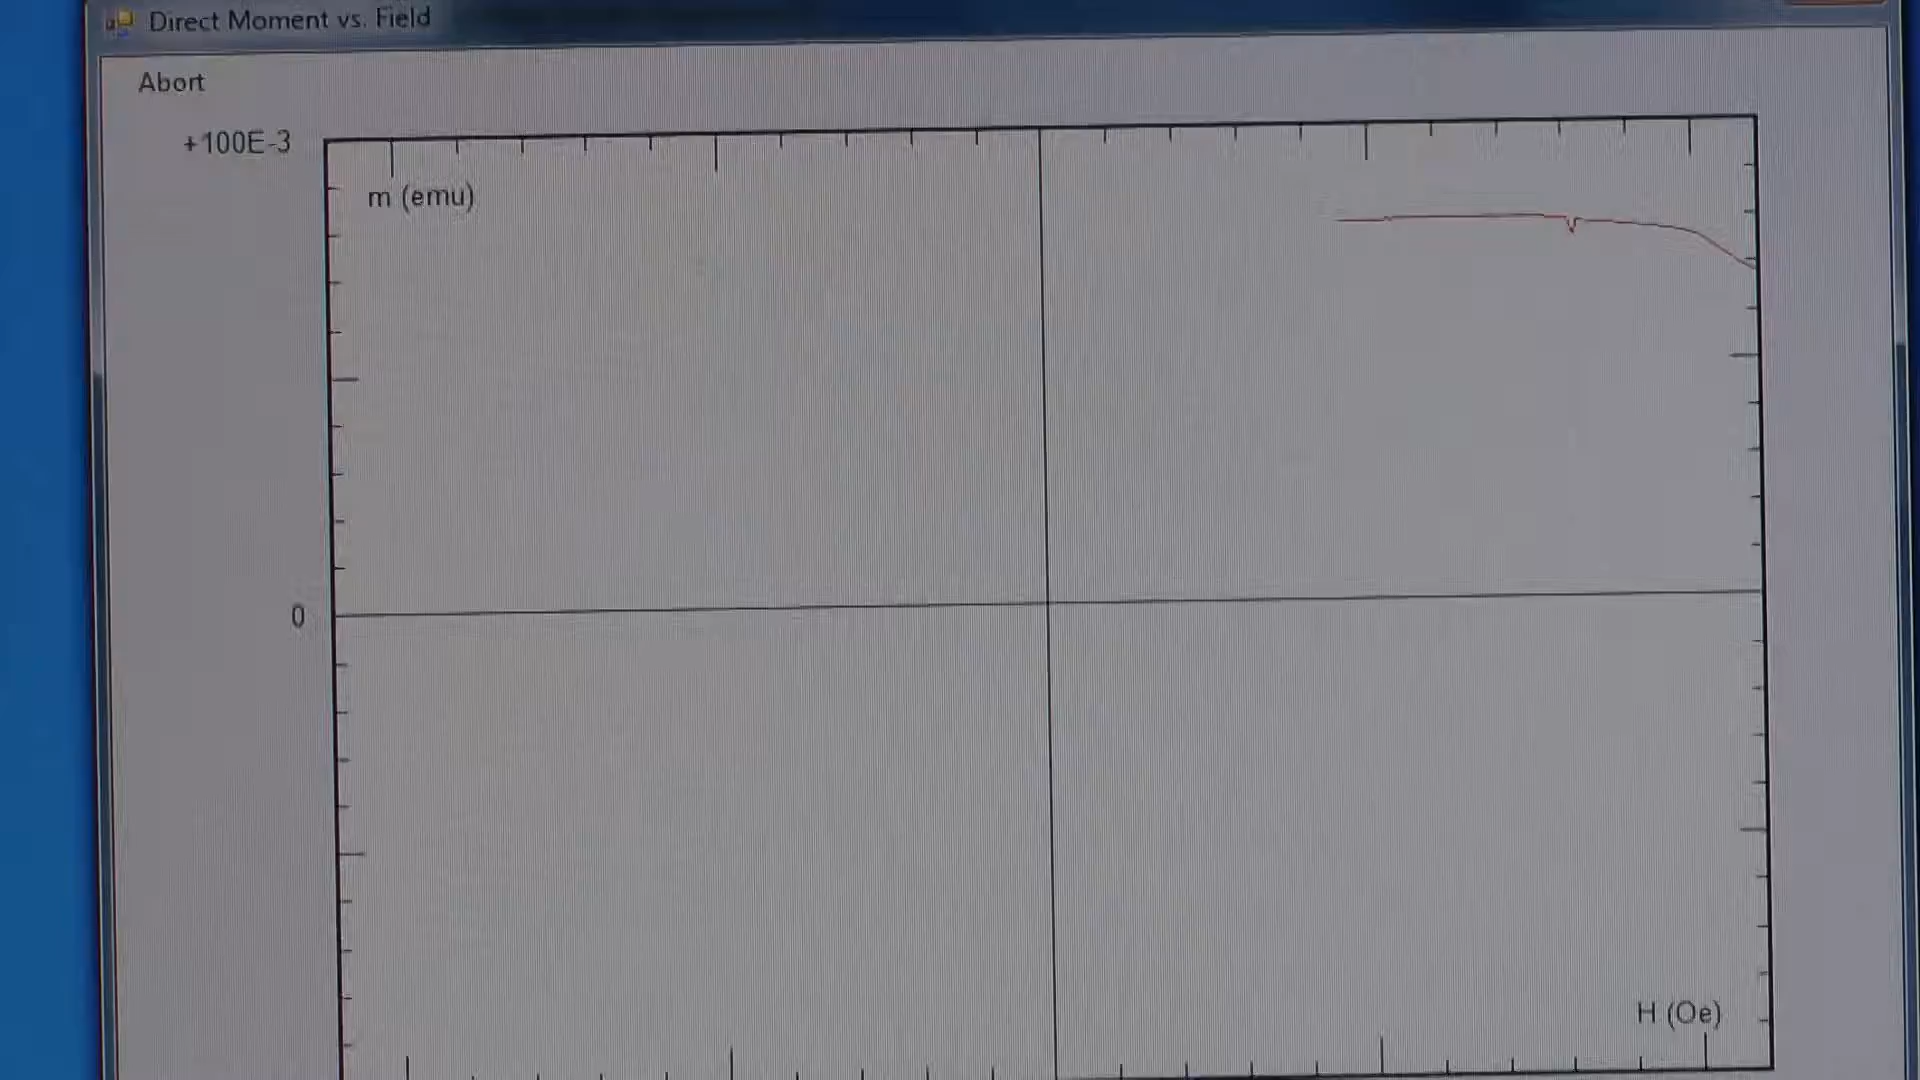 Direct Moment vs. Field
Abort
+100E-3
m (emu)
0
H (Oe)